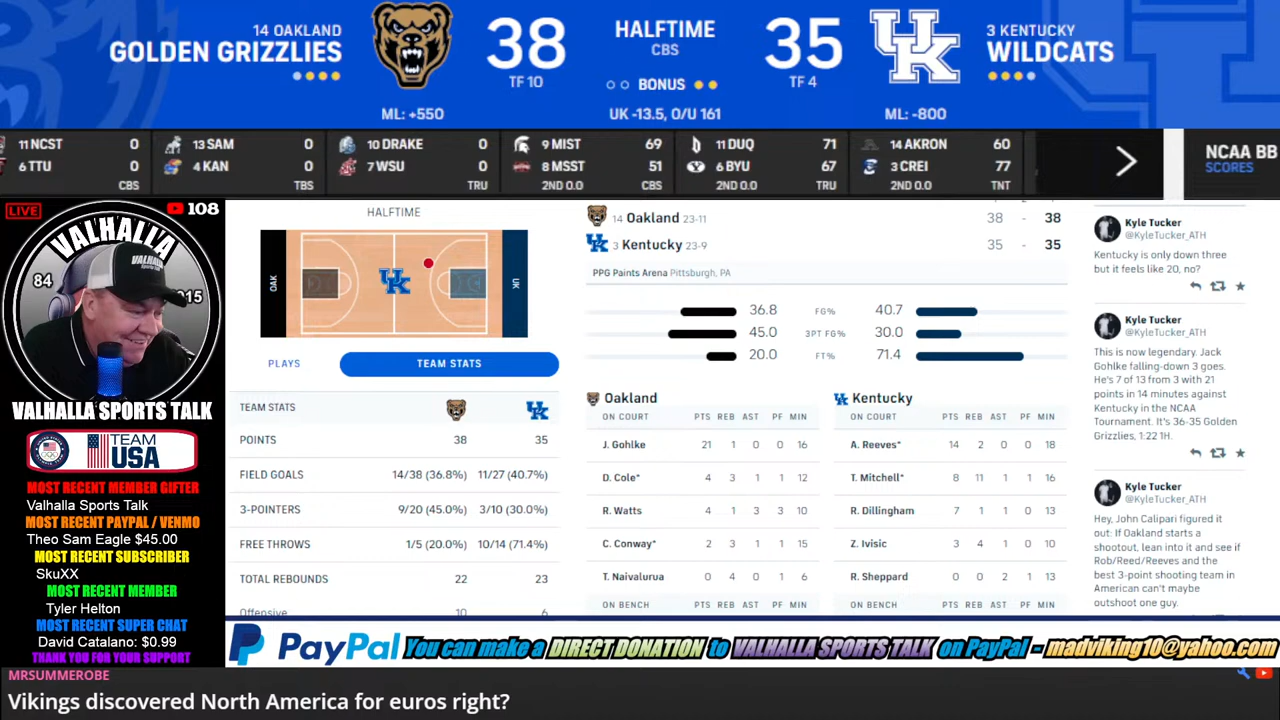 14 OAKLAND
GOLDEN GRIZZLIES
38
TF 10
ML: +550
HALFTIME
CBS
BONUS
UK -13.5, O/U 161
35
TF 4
3 KENTUCKY
WILDCATS
ML: -800
11 NCST 0
6 TTU 0
CBS
13 SAM 0
4 KAN 0
TBS
10 DRAKE 0
7 WSU 0
TRU
9 MIST 69
8 MSST 51
2ND 0.0 CBS
11 DUQ 71
6 BYU 67
2ND 0.0 TRU
14 AKRON 60
3 CREI 77
2ND 0.0 TNT
NCAA BB
SCORES
LIVE
108
VALHALLA
84
VALHALLA
VALHALLA SPORTS TALK
TEAM
USA
MOST RECENT MEMBER GIFTER
Valhalla Sports Talk
MOST RECENT PAYPAL / VENMO
Theo Sam Eagle $45.00
MOST RECENT SUBSCRIBER
SkuXX
MOST RECENT MEMBER
Tyler Helton
MOST RECENT SUPER CHAT
David Catalano: $0.99
THANK YOU FOR YOUR SUPPORT
HALFTIME
OAK
UK
UK
PLAYS
TEAM STATS
TEAM STATS
POINTS 38 35
FIELD GOALS 14/38 (36.8%) 11/27 (40.7%)
3-POINTERS 9/20 (45.0%) 3/10 (30.0%)
FREE THROWS 1/5 (20.0%) 10/14 (71.4%)
TOTAL REBOUNDS 22 23
Offensive 10 6
14 Oakland 23-11 38 - 38
3 Kentucky 23-9 35 - 35
PPG Paints Arena Pittsburgh, PA
36.8 FG% 40.7
45.0 3PT FG% 30.0
20.0 FT% 71.4
Oakland
ON COURT PTS REB AST PF MIN
J. Gohlke 21 1 0 0 16
D. Cole* 4 3 1 1 12
R. Watts 4 1 3 3 10
C. Conway* 2 3 1 1 15
T. Naivalurua 0 4 0 1 6
ON BENCH PTS REB AST PF MIN
Kentucky
ON COURT PTS REB AST PF MIN
A. Reeves* 14 2 0 0 18
T. Mitchell* 8 11 1 1 16
R. Dillingham 7 1 1 0 13
Z. Ivisic 3 4 1 0 10
R. Sheppard 0 0 2 1 13
ON BENCH PTS REB AST PF MIN
Kyle Tucker
@KyleTucker_ATH
Kentucky is only down three
but it feels like 20, no?
Kyle Tucker
@KyleTucker_ATH
This is now legendary. Jack
Gohlke falling-down 3 goes.
He's 7 of 13 from 3 with 21
points in 14 minutes against
Kentucky in the NCAA
Tournament. It's 36-35 Golden
Grizzlies, 1:22 1H.
Kyle Tucker
@KyleTucker_ATH
Hey, John Calipari figured it
out: If Oakland starts a
shootout, lean into it and see if
Rob/Reed/Reeves and the
best 3-point shooting team in
American can't maybe
outshoot one guy.
PayPal You can make a DIRECT DONATION to VALHALLA SPORTS TALK on PayPal - madviking10@yahoo.com
MRSUMMEROBE
Vikings discovered North America for euros right?